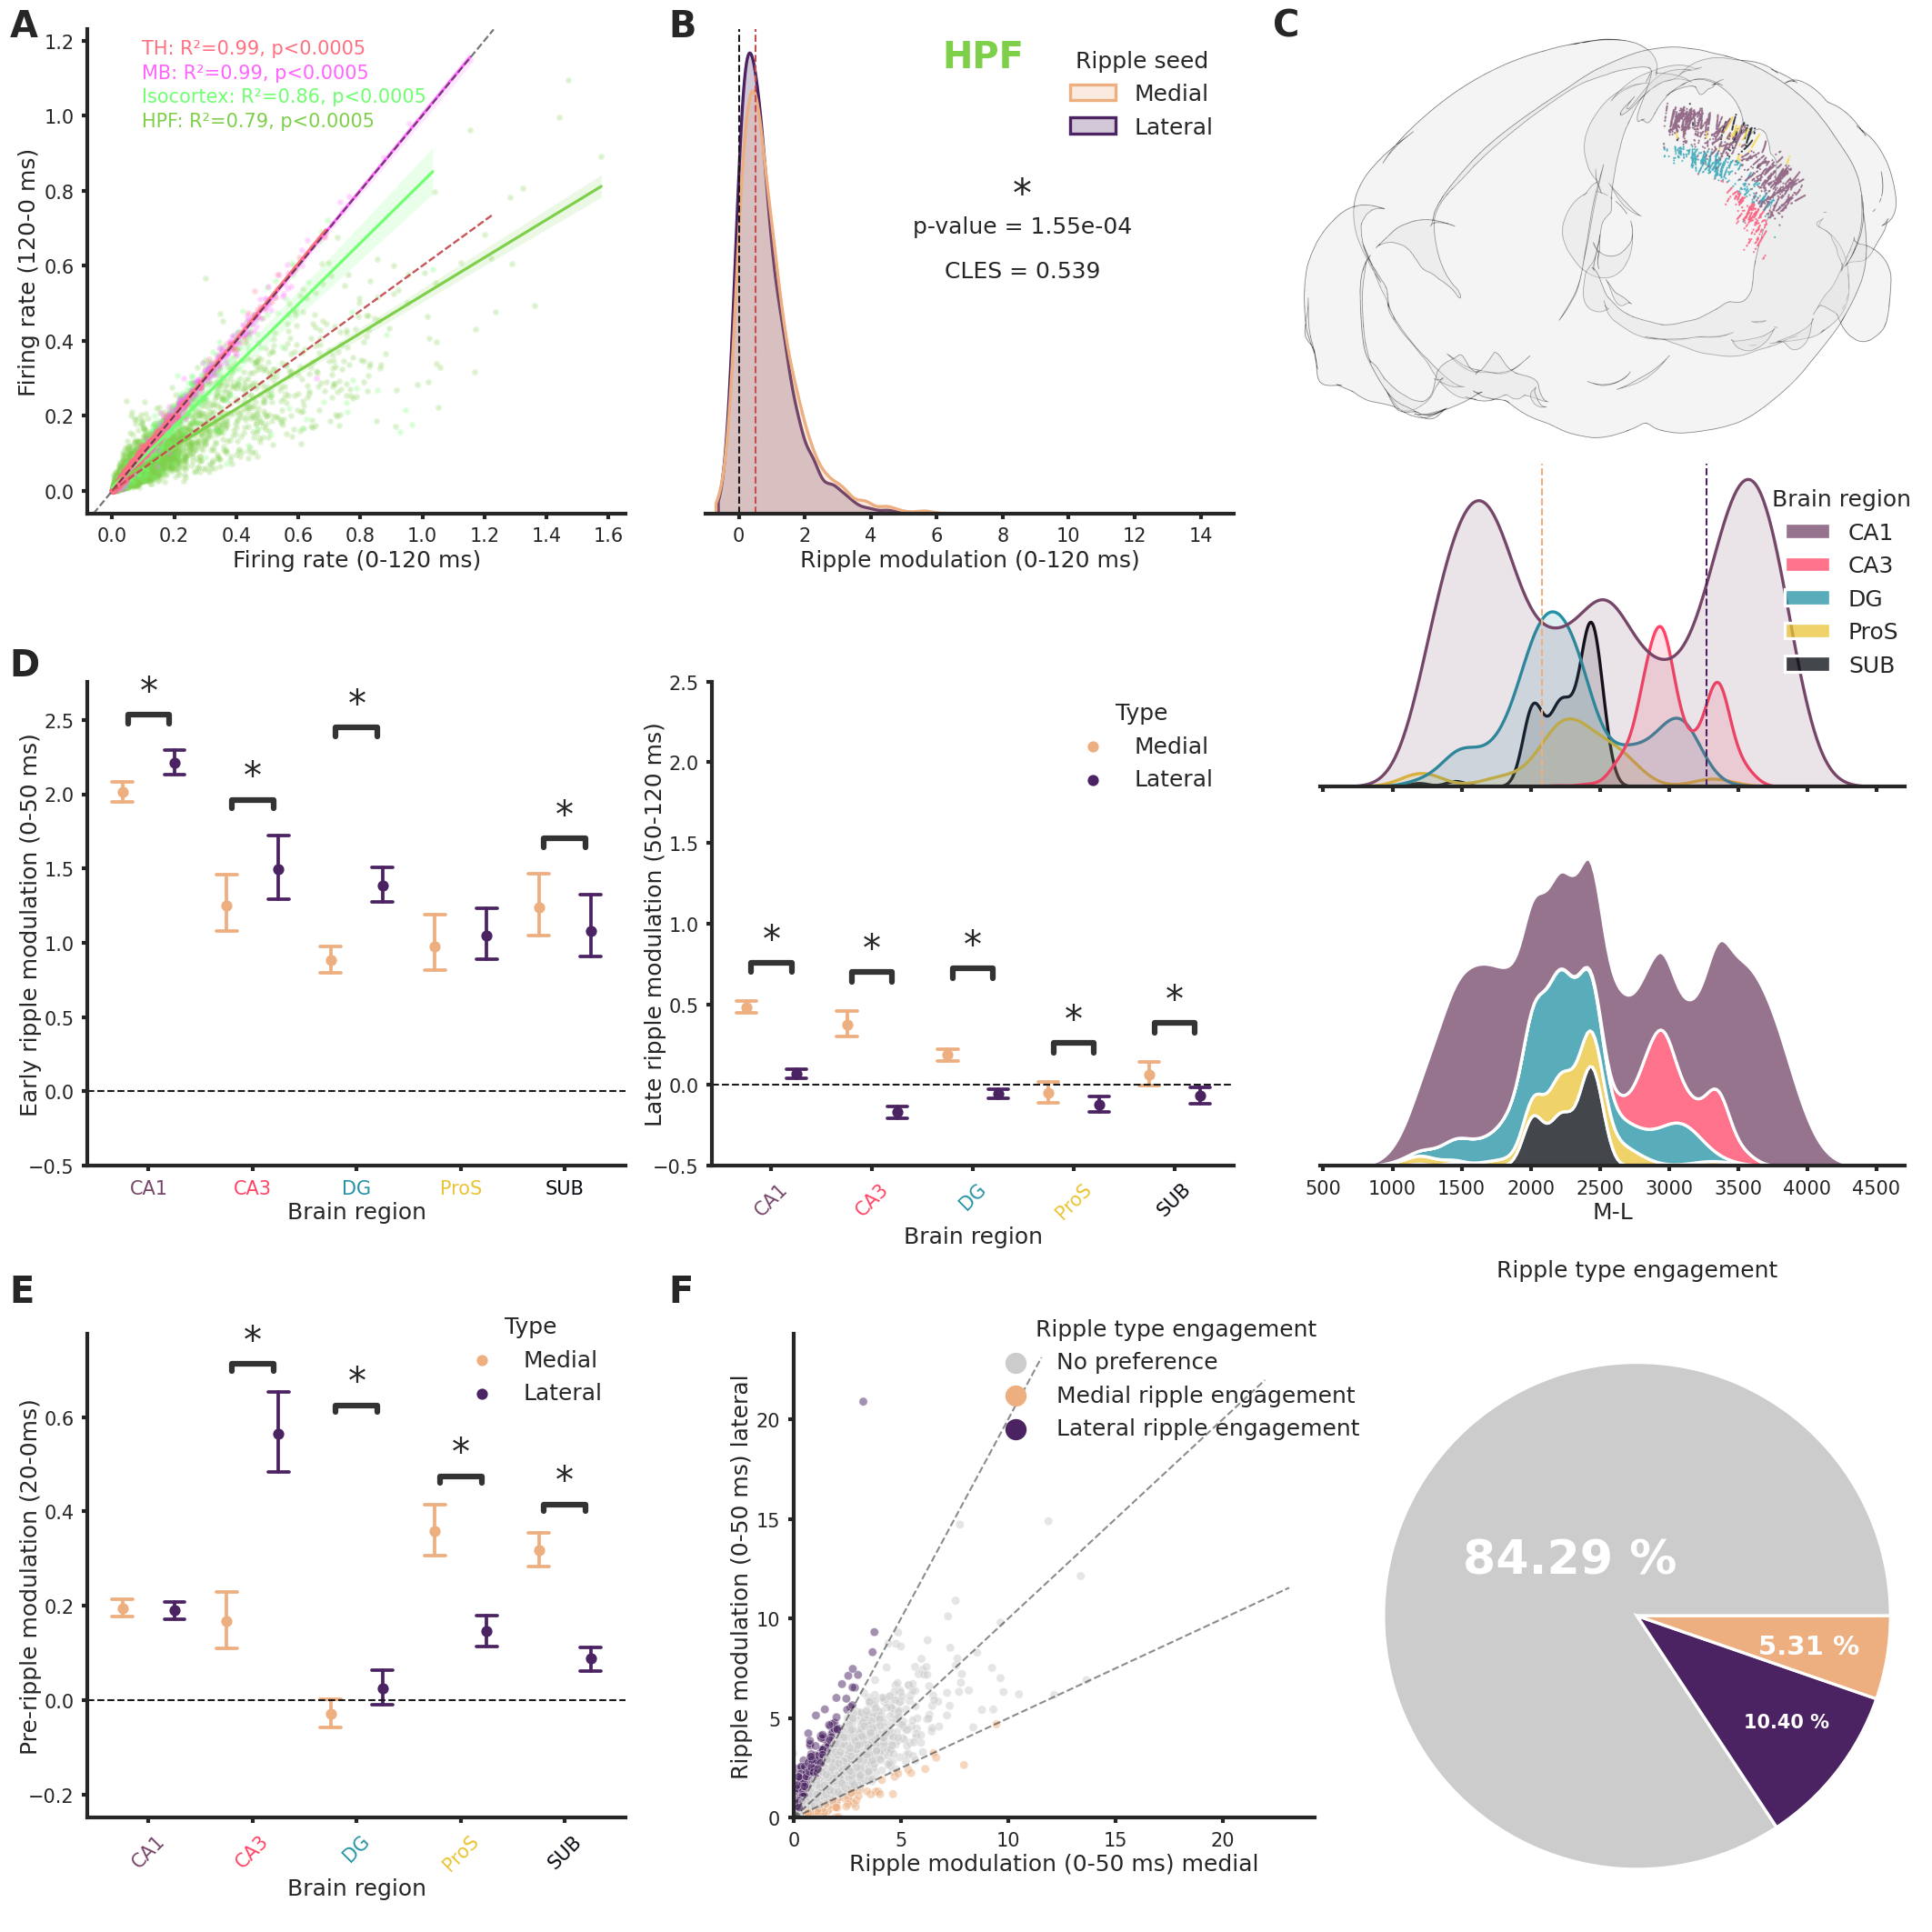 A
TH: R²=0.99, p<0.0005
MB: R²=0.99, p<0.0005
Isocortex: R²=0.86, p<0.0005
HPF: R²=0.79, p<0.0005
Firing rate (120-0 ms)
1.2
1.0
0.8
0.6
0.4
0.2
0.0
0.0 0.2 0.4 0.6 0.8 1.0 1.2 1.4 1.6
Firing rate (0-120 ms)
B
HPF
Ripple seed
Medial
Lateral
*
p-value = 1.55e-04
CLES = 0.539
0 2 4 6 8 10 12 14
Ripple modulation (0-120 ms)
C
Brain region
CA1
CA3
DG
ProS
SUB
500 1000 1500 2000 2500 3000 3500 4000 4500
M-L
D
Early ripple modulation (0-50 ms)
2.5
2.0
1.5
1.0
0.5
0.0
−0.5
* * * *
CA1 CA3 DG ProS SUB
Brain region
Late ripple modulation (50-120 ms)
2.5
2.0
1.5
1.0
0.5
0.0
−0.5
Type
Medial
Lateral
* * * * *
CA1 CA3 DG ProS SUB
Brain region
E
Pre-ripple modulation (20-0ms)
0.6
0.4
0.2
0.0
−0.2
Type
Medial
Lateral
* * * *
CA1 CA3 DG ProS SUB
Brain region
F
Ripple modulation (0-50 ms) lateral
20
15
10
5
0
Ripple type engagement
No preference
Medial ripple engagement
Lateral ripple engagement
0 5 10 15 20
Ripple modulation (0-50 ms) medial
Ripple type engagement
84.29 %
5.31 %
10.40 %